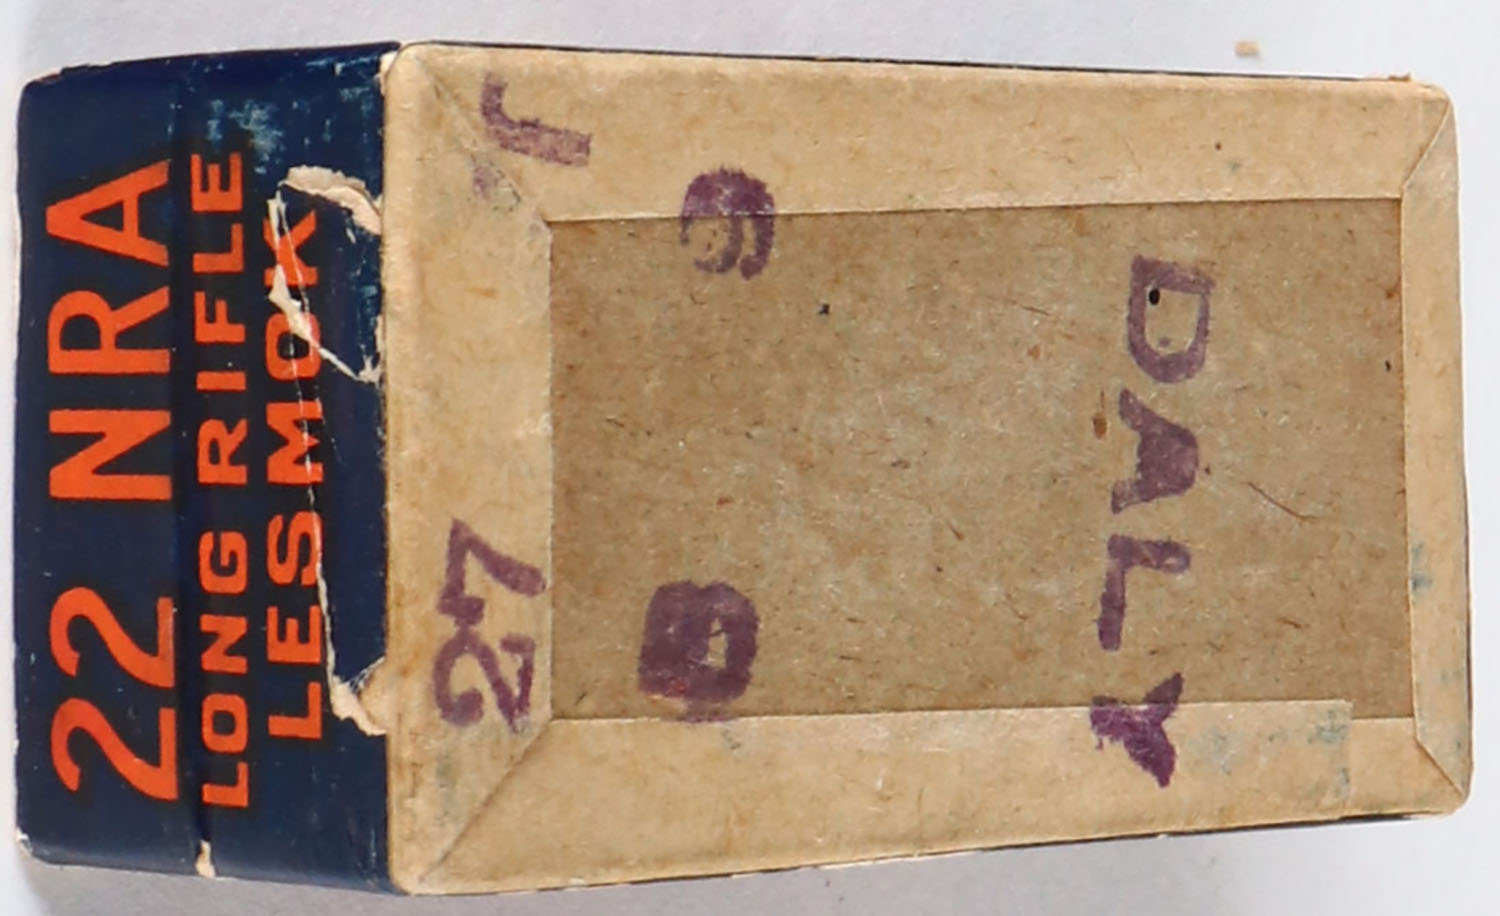 22 NRA
LONG RIFLE
LESMOK
27
DALY